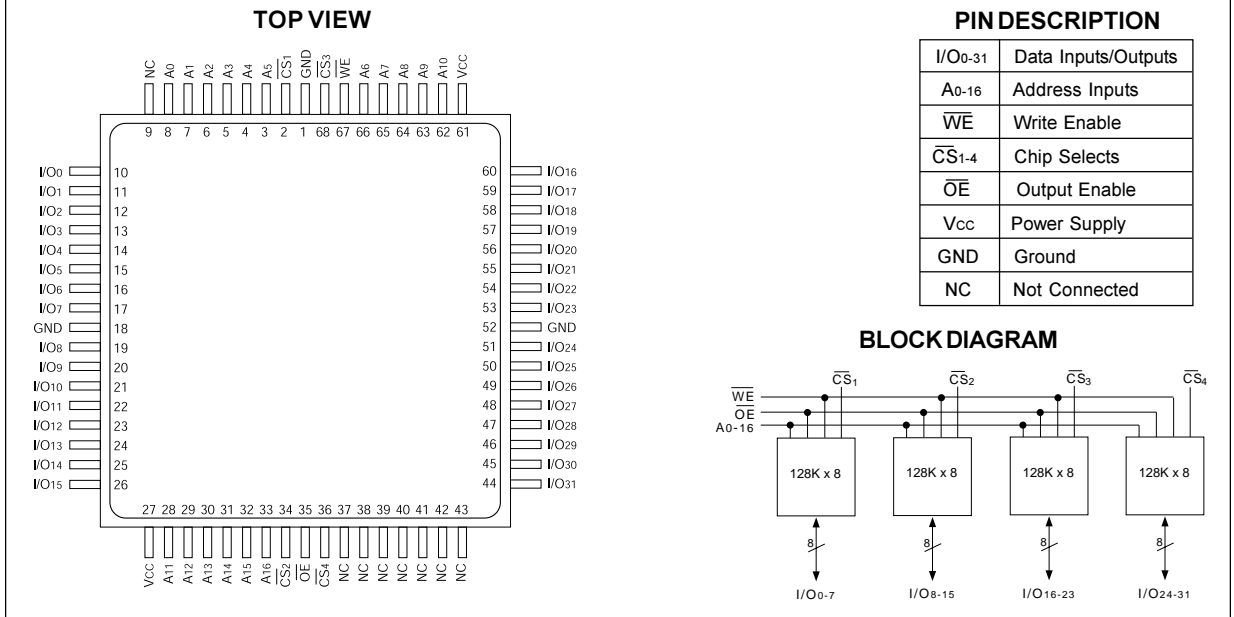 TOP VIEW
NC A0 A1 A2 A3 A4 A5 CS1 GND CS3 WE A6 A7 A8 A9 A10 VCC
9 8 7 6 5 4 3 2 1 68 67 66 65 64 63 62 61
I/O0 10
I/O1 11
I/O2 12
I/O3 13
I/O4 14
I/O5 15
I/O6 16
I/O7 17
GND 18
I/O8 19
I/O9 20
I/O10 21
I/O11 22
I/O12 23
I/O13 24
I/O14 25
I/O15 26
60 I/O16
59 I/O17
58 I/O18
57 I/O19
56 I/O20
55 I/O21
54 I/O22
53 I/O23
52 GND
51 I/O24
50 I/O25
49 I/O26
48 I/O27
47 I/O28
46 I/O29
45 I/O30
44 I/O31
27 28 29 30 31 32 33 34 35 36 37 38 39 40 41 42 43
VCC A11 A12 A13 A14 A15 A16 CS2 OE CS4 NC NC NC NC NC NC NC
PIN DESCRIPTION
I/O0-31 Data Inputs/Outputs
A0-16 Address Inputs
WE Write Enable
CS1-4 Chip Selects
OE Output Enable
VCC Power Supply
GND Ground
NC Not Connected
BLOCK DIAGRAM
CS1 CS2 CS3 CS4
WE
OE
A0-16
128K x 8 128K x 8 128K x 8 128K x 8
8 8 8 8
I/O0-7 I/O8-15 I/O16-23 I/O24-31